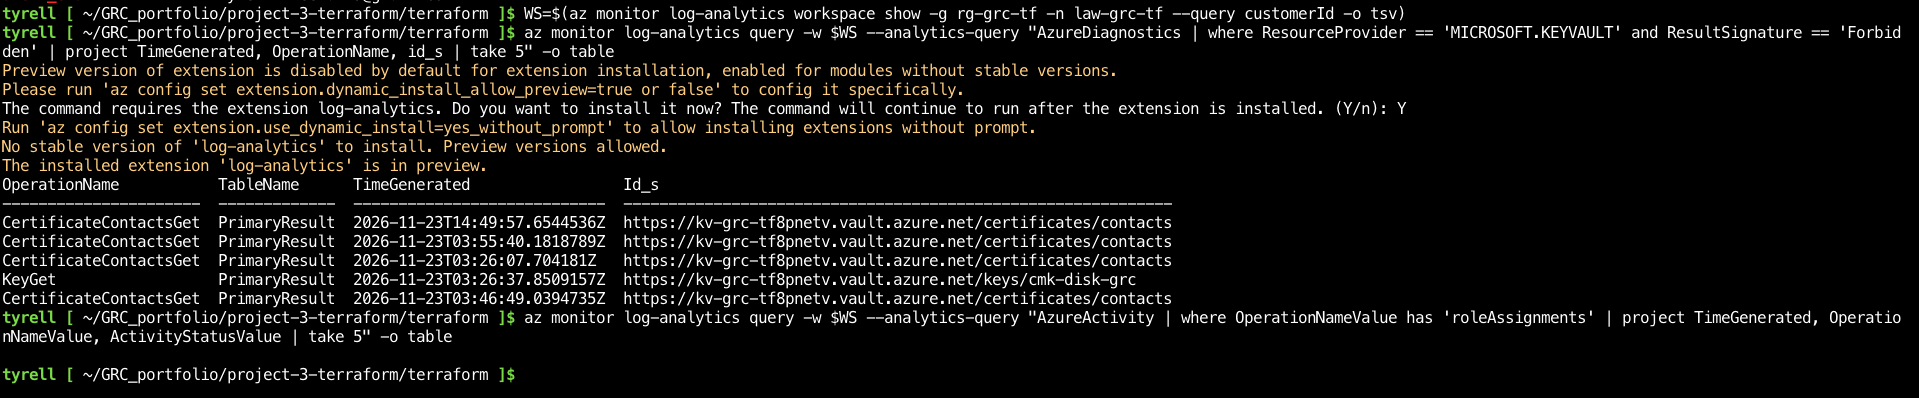 tyrell [ ~/GRC_portfolio/project-3-terraform/terraform ]$ WS=$(az monitor log-analytics workspace show -g rg-grc-tf -n law-grc-tf --query customerId -o tsv)
tyrell [ ~/GRC_portfolio/project-3-terraform/terraform ]$ az monitor log-analytics query -w $WS --analytics-query "AzureDiagnostics | where ResourceProvider == 'MICROSOFT.KEYVAULT' and ResultSignature == 'Forbid
den' | project TimeGenerated, OperationName, id_s | take 5" -o table
Preview version of extension is disabled by default for extension installation, enabled for modules without stable versions.
Please run 'az config set extension.dynamic_install_allow_preview=true or false' to config it specifically.
The command requires the extension log-analytics. Do you want to install it now? The command will continue to run after the extension is installed. (Y/n): Y
Run 'az config set extension.use_dynamic_install=yes_without_prompt' to allow installing extensions without prompt.
No stable version of 'log-analytics' to install. Preview versions allowed.
The installed extension 'log-analytics' is in preview.
OperationName TableName TimeGenerated Id_s
---------------------- ------------- ---------------------------- -------------------------------------------------------------
CertificateContactsGet PrimaryResult 2026-11-23T14:49:57.6544536Z https://kv-grc-tf8pnetv.vault.azure.net/certificates/contacts
CertificateContactsGet PrimaryResult 2026-11-23T03:55:40.1818789Z https://kv-grc-tf8pnetv.vault.azure.net/certificates/contacts
CertificateContactsGet PrimaryResult 2026-11-23T03:26:07.704181Z https://kv-grc-tf8pnetv.vault.azure.net/certificates/contacts
KeyGet PrimaryResult 2026-11-23T03:26:37.8509157Z https://kv-grc-tf8pnetv.vault.azure.net/keys/cmk-disk-grc
CertificateContactsGet PrimaryResult 2026-11-23T03:46:49.0394735Z https://kv-grc-tf8pnetv.vault.azure.net/certificates/contacts
tyrell [ ~/GRC_portfolio/project-3-terraform/terraform ]$ az monitor log-analytics query -w $WS --analytics-query "AzureActivity | where OperationNameValue has 'roleAssignments' | project TimeGenerated, Operatio
nNameValue, ActivityStatusValue | take 5" -o table
tyrell [ ~/GRC_portfolio/project-3-terraform/terraform ]$